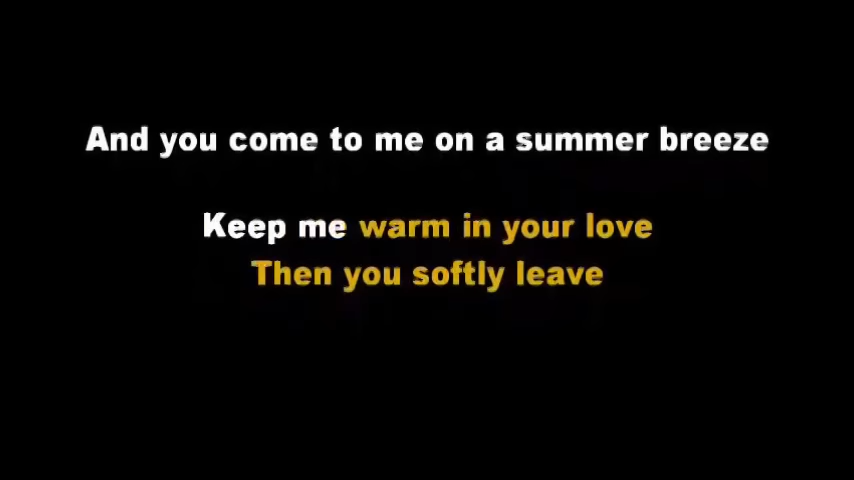 And you come to me on a summer breeze
Keep me warm in your love
Then you softly leave